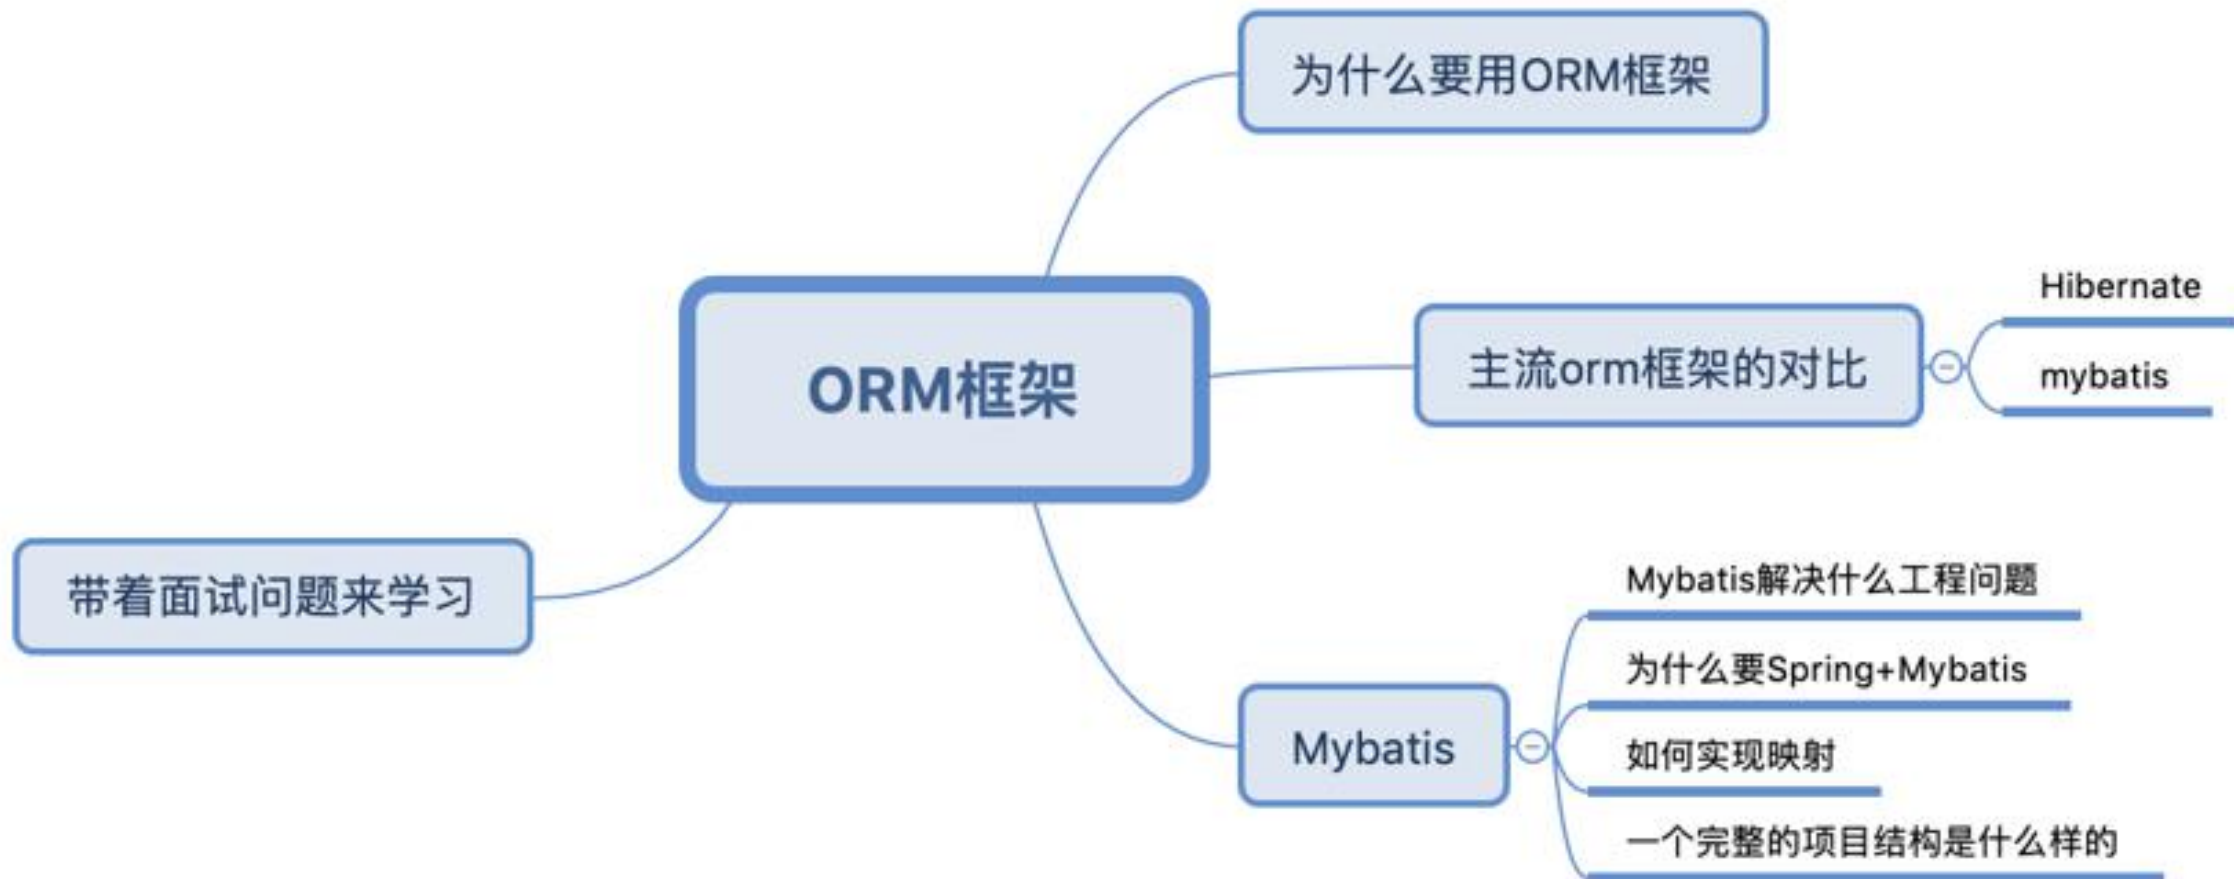 为什么要用ORM框架
Hibernate
主流orm框架的对比
mybatis
ORM框架
带着面试问题来学习
Mybatis解决什么工程问题
为什么要Spring+Mybatis
Mybatis
如何实现映射
一个完整的项目结构是什么样的